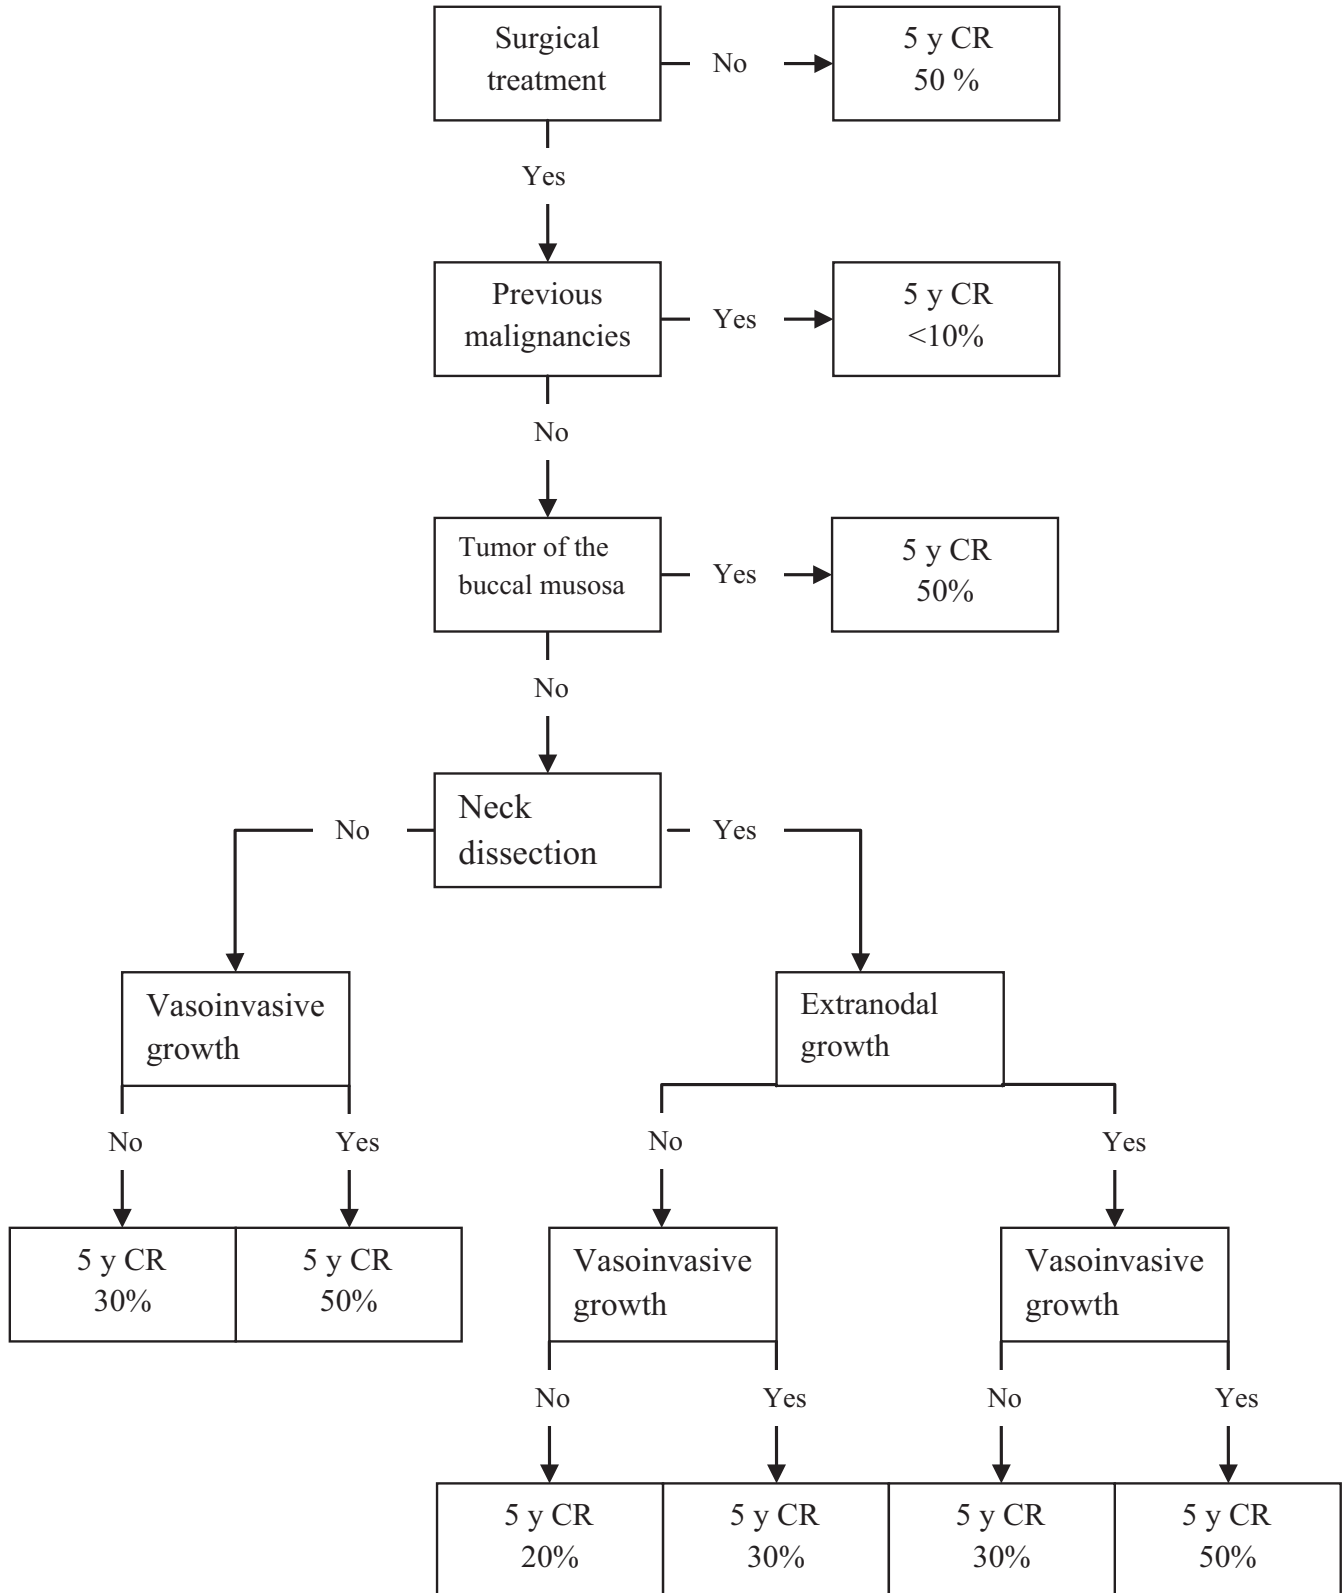 Surgical
treatment
No
5 y CR
50 %
Yes
Previous
malignancies
Yes
5 y CR
<10%
No
Tumor of the
buccal musosa
Yes
5 y CR
50%
No
Neck
dissection
No
Yes
Vasoinvasive
growth
Extranodal
growth
No
Yes
No
Yes
5 y CR
30%
5 y CR
50%
Vasoinvasive
growth
Vasoinvasive
growth
No
Yes
No
Yes
5 y CR
20%
5 y CR
30%
5 y CR
30%
5 y CR
50%